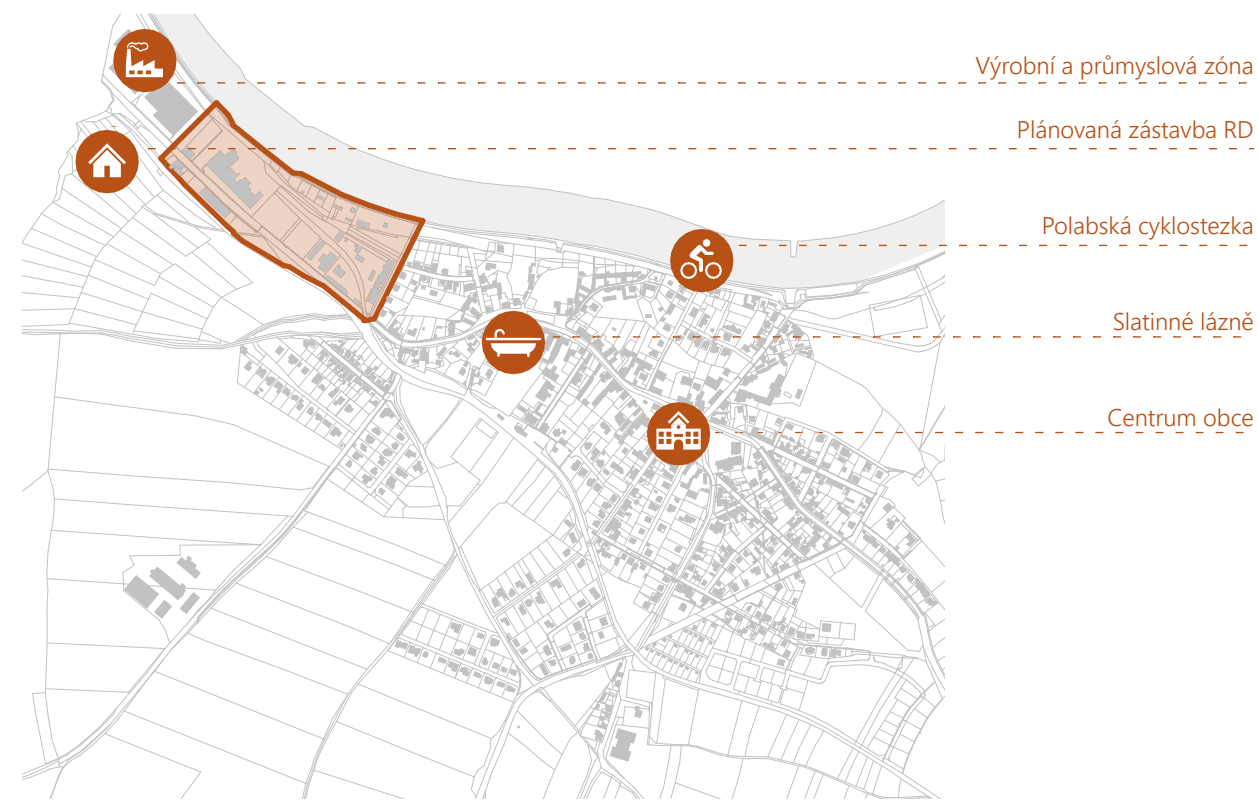 Výrobní a průmyslová zóna
Plánovaná zástavba RD
Polabská cyklostezka
Slatinné lázně
Centrum obce